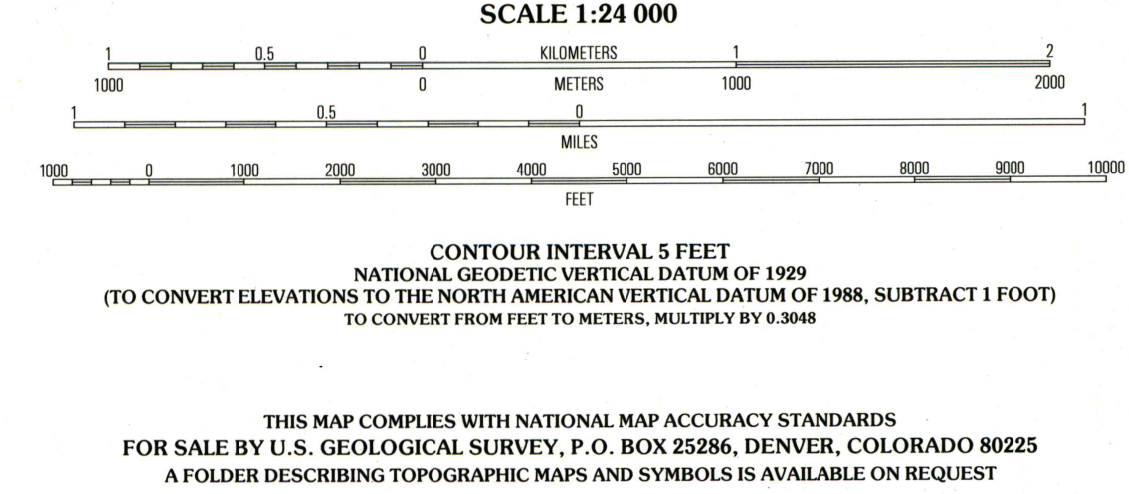 SCALE 1:24 000
1 0.5 0 KILOMETERS 1 2
1000 0 METERS 1000 2000
1 0.5 0 1
MILES
1000 0 1000 2000 3000 4000 5000 6000 7000 8000 9000 10000
FEET
CONTOUR INTERVAL 5 FEET
NATIONAL GEODETIC VERTICAL DATUM OF 1929
(TO CONVERT ELEVATIONS TO THE NORTH AMERICAN VERTICAL DATUM OF 1988, SUBTRACT 1 FOOT)
TO CONVERT FROM FEET TO METERS, MULTIPLY BY 0.3048
THIS MAP COMPLIES WITH NATIONAL MAP ACCURACY STANDARDS
FOR SALE BY U.S. GEOLOGICAL SURVEY, P.O. BOX 25286, DENVER, COLORADO 80225
A FOLDER DESCRIBING TOPOGRAPHIC MAPS AND SYMBOLS IS AVAILABLE ON REQUEST